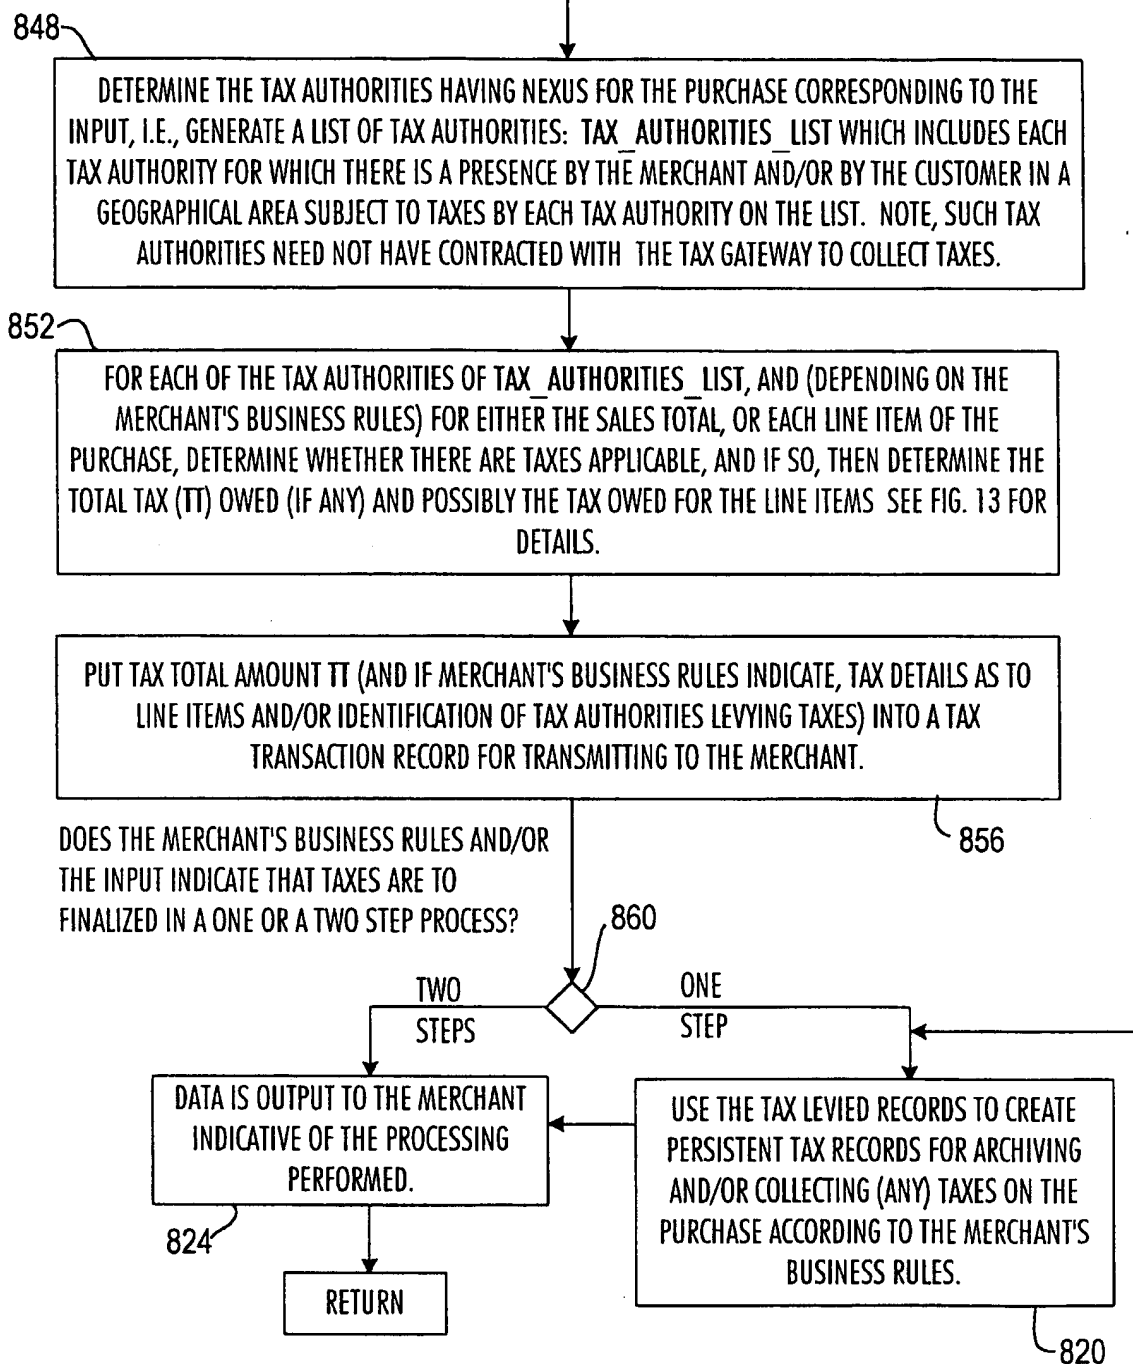 848
DETERMINE THE TAX AUTHORITIES HAVING NEXUS FOR THE PURCHASE CORRESPONDING TO THE
INPUT, I.E., GENERATE A LIST OF TAX AUTHORITIES: TAX_AUTHORITIES_LIST WHICH INCLUDES EACH
TAX AUTHORITY FOR WHICH THERE IS A PRESENCE BY THE MERCHANT AND/OR BY THE CUSTOMER IN A
GEOGRAPHICAL AREA SUBJECT TO TAXES BY EACH TAX AUTHORITY ON THE LIST. NOTE, SUCH TAX
AUTHORITIES NEED NOT HAVE CONTRACTED WITH THE TAX GATEWAY TO COLLECT TAXES.
852
FOR EACH OF THE TAX AUTHORITIES OF TAX_AUTHORITIES_LIST, AND (DEPENDING ON THE
MERCHANT'S BUSINESS RULES) FOR EITHER THE SALES TOTAL, OR EACH LINE ITEM OF THE
PURCHASE, DETERMINE WHETHER THERE ARE TAXES APPLICABLE, AND IF SO, THEN DETERMINE THE
TOTAL TAX (TT) OWED (IF ANY) AND POSSIBLY THE TAX OWED FOR THE LINE ITEMS SEE FIG. 13 FOR
DETAILS.
PUT TAX TOTAL AMOUNT TT (AND IF MERCHANT'S BUSINESS RULES INDICATE, TAX DETAILS AS TO
LINE ITEMS AND/OR IDENTIFICATION OF TAX AUTHORITIES LEVYING TAXES) INTO A TAX
TRANSACTION RECORD FOR TRANSMITTING TO THE MERCHANT.
856
DOES THE MERCHANT'S BUSINESS RULES AND/OR
THE INPUT INDICATE THAT TAXES ARE TO
FINALIZED IN A ONE OR A TWO STEP PROCESS?
860
TWO
STEPS
ONE
STEP
DATA IS OUTPUT TO THE MERCHANT
INDICATIVE OF THE PROCESSING
PERFORMED.
824
RETURN
USE THE TAX LEVIED RECORDS TO CREATE
PERSISTENT TAX RECORDS FOR ARCHIVING
AND/OR COLLECTING (ANY) TAXES ON THE
PURCHASE ACCORDING TO THE MERCHANT'S
BUSINESS RULES.
820